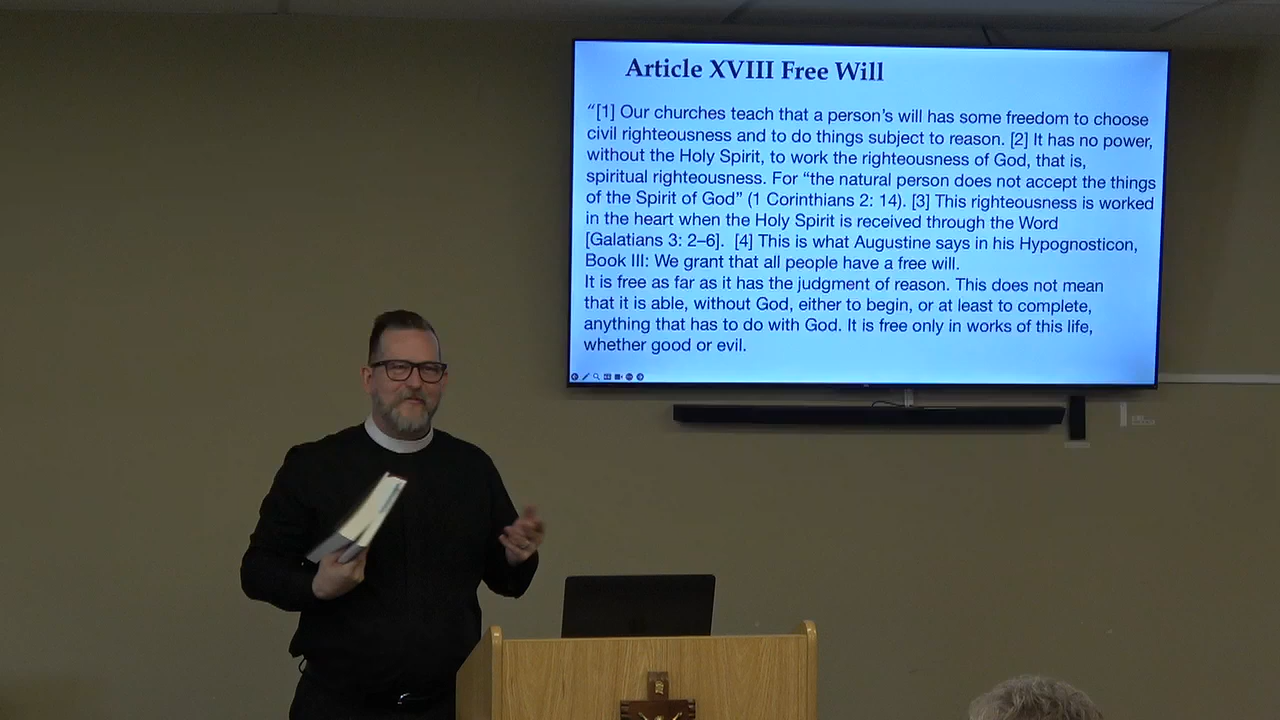 Article XVIII Free Will
“[1] Our churches teach that a person’s will has some freedom to choose
civil righteousness and to do things subject to reason. [2] It has no power,
without the Holy Spirit, to work the righteousness of God, that is,
spiritual righteousness. For “the natural person does not accept the things
of the Spirit of God” (1 Corinthians 2: 14). [3] This righteousness is worked
in the heart when the Holy Spirit is received through the Word
[Galatians 3: 2–6].  [4] This is what Augustine says in his Hypognosticon,
Book III: We grant that all people have a free will.
It is free as far as it has the judgment of reason. This does not mean
that it is able, without God, either to begin, or at least to complete,
anything that has to do with God. It is free only in works of this life,
whether good or evil.